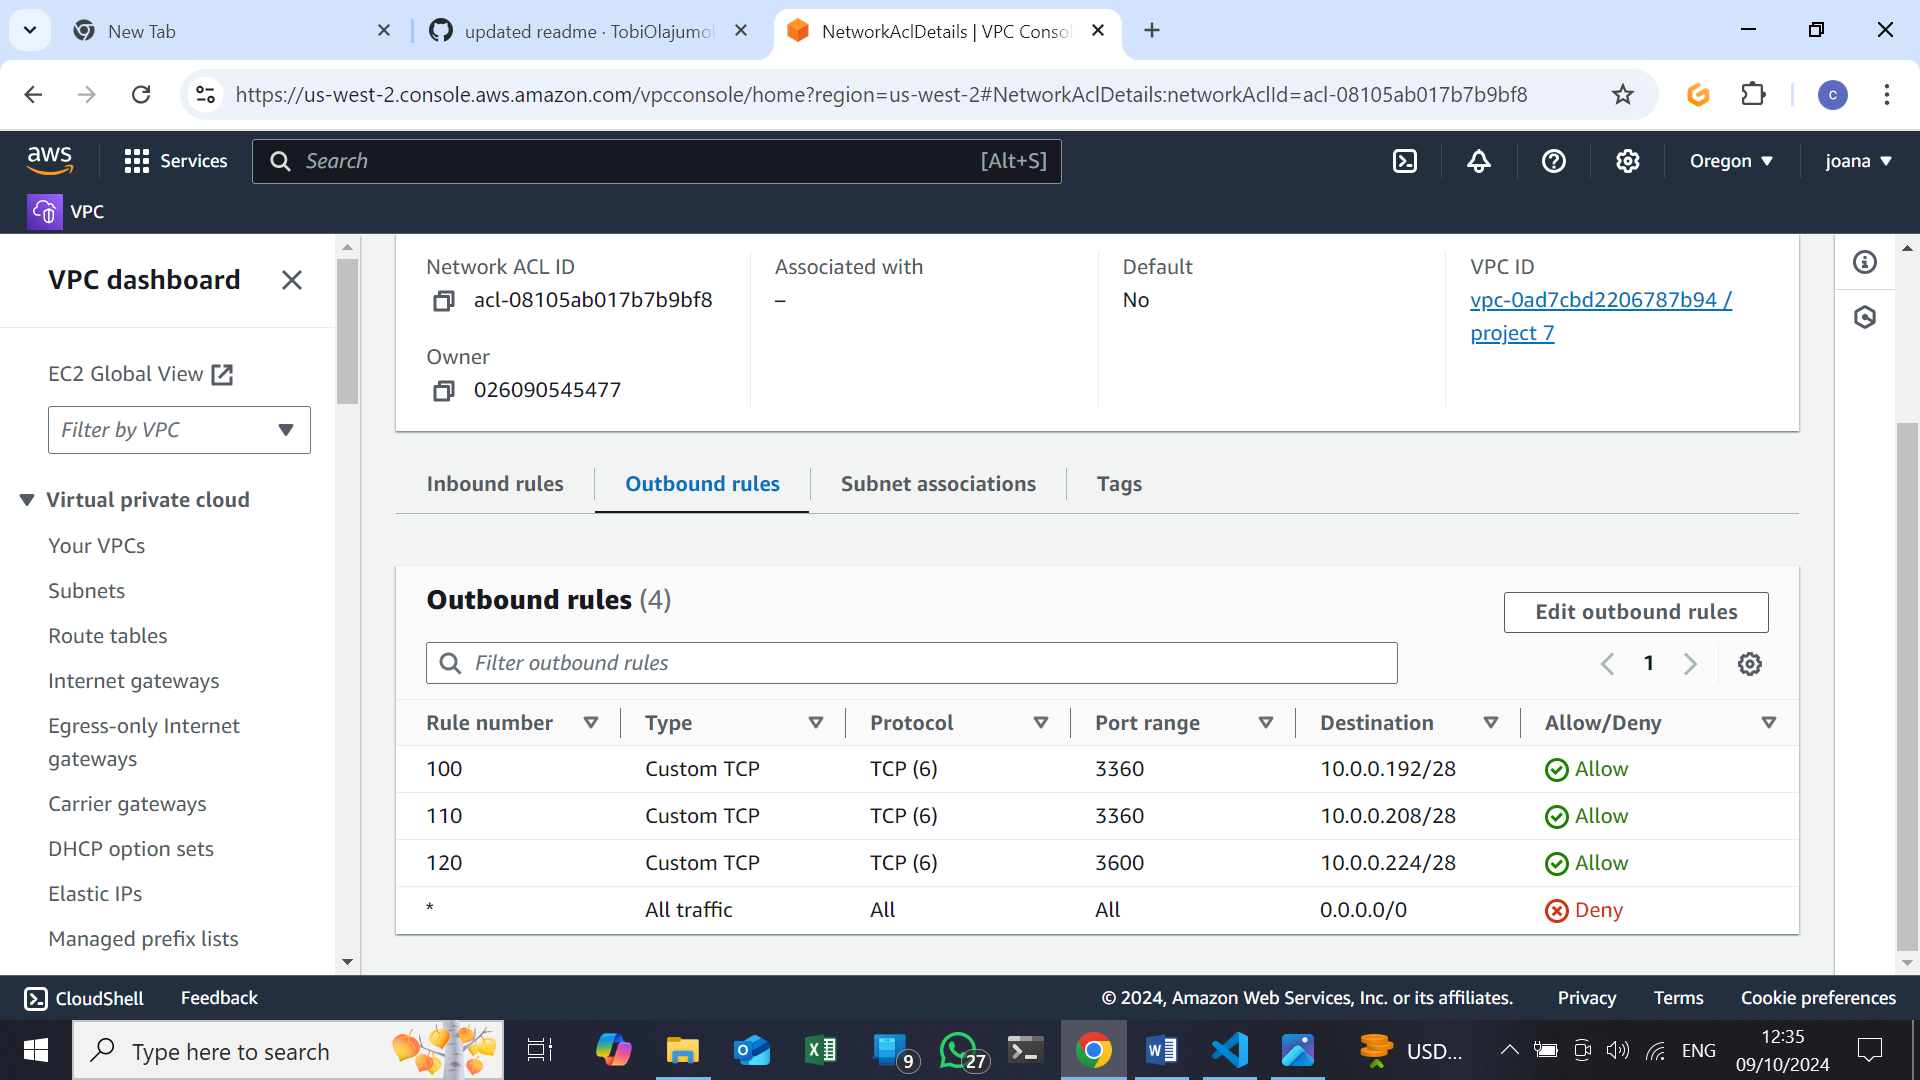 New Tab
updated readme · TobiOlajumo
NetworkAclDetails | VPC Consol
https://us-west-2.console.aws.amazon.com/vpcconsole/home?region=us-west-2#NetworkAclDetails:networkAclId=acl-08105ab017b7b9bf8
C
aws
Services
Search
[Alt+S]
Oregon
joana
VPC
VPC dashboard
EC2 Global View
Filter by VPC
Virtual private cloud
Your VPCs
Subnets
Route tables
Internet gateways
Egress-only Internet
gateways
Carrier gateways
DHCP option sets
Elastic IPs
Managed prefix lists
Network ACL ID
acl-08105ab017b7b9bf8
Owner
026090545477
Associated with
–
Default
No
VPC ID
vpc-0ad7cbd2206787b94 /
project 7
Inbound rules
Outbound rules
Subnet associations
Tags
Outbound rules (4)
Edit outbound rules
Filter outbound rules
1
Rule number Type Protocol Port range Destination Allow/Deny
100 Custom TCP TCP (6) 3360 10.0.0.192/28 Allow
110 Custom TCP TCP (6) 3360 10.0.0.208/28 Allow
120 Custom TCP TCP (6) 3600 10.0.0.224/28 Allow
* All traffic All All 0.0.0.0/0 Deny
CloudShell
Feedback
© 2024, Amazon Web Services, Inc. or its affiliates.
Privacy
Terms
Cookie preferences
Type here to search
9
27
USD...
ENG
12:35
09/10/2024